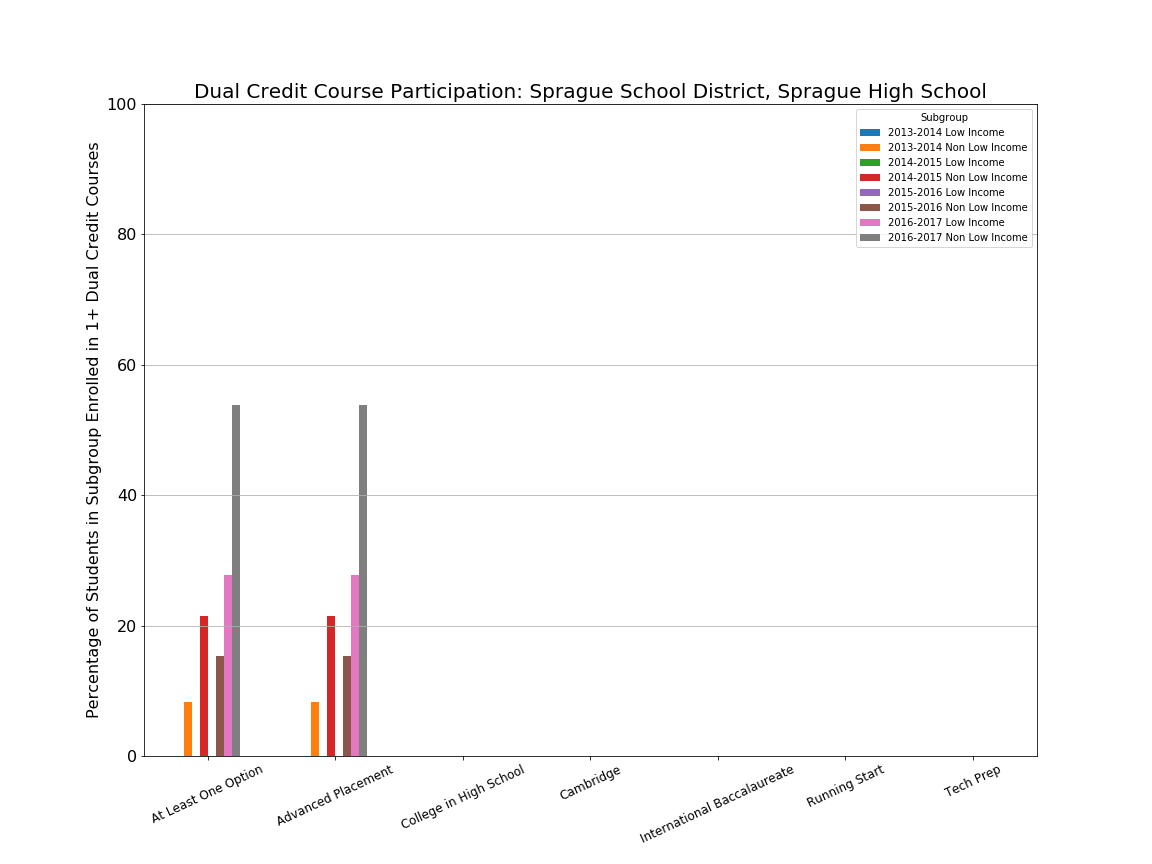 Dual Credit Course Participation: Sprague School District, Sprague High School
Percentage of Students in Subgroup Enrolled in 1+ Dual Credit Courses
100
80
60
40
20
0
Subgroup
2013-2014 Low Income
2013-2014 Non Low Income
2014-2015 Low Income
2014-2015 Non Low Income
2015-2016 Low Income
2015-2016 Non Low Income
2016-2017 Low Income
2016-2017 Non Low Income
At Least One Option
Advanced Placement
College in High School
Cambridge
International Baccalaureate
Running Start
Tech Prep